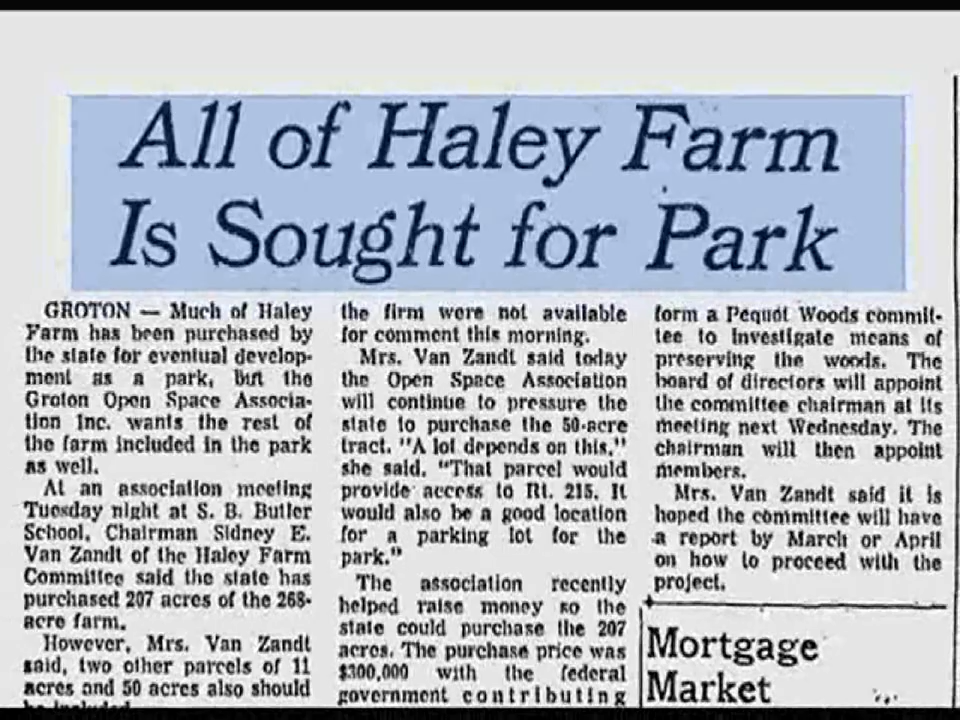 All of Haley Farm
Is Sought for Park
GROTON — Much of Haley
Farm has been purchased by
the state for eventual develop-
ment as a park, but the
Groton Open Space Associa-
tion Inc. wants the rest of
the farm included in the park
as well.
At an association meeting
Tuesday night at S. B. Butler
School, Chairman Sidney E.
Van Zandt of the Haley Farm
Committee said the state has
purchased 207 acres of the 268-
acre farm.
However, Mrs. Van Zandt
said, two other parcels of 11
acres and 50 acres also should
be included.
the firm were not available
for comment this morning.
Mrs. Van Zandt said today
the Open Space Association
will continue to pressure the
state to purchase the 50-acre
tract. "A lot depends on this,"
she said. "That parcel would
provide access to Rt. 215. It
would also be a good location
for a parking lot for the
park."
The association recently
helped raise money so the
state could purchase the 207
acres. The purchase price was
$300,000 with the federal
government contributing
form a Pequot Woods commit-
tee to investigate means of
preserving the woods. The
board of directors will appoint
the committee chairman at its
meeting next Wednesday. The
chairman will then appoint
members.
Mrs. Van Zandt said it is
hoped the committee will have
a report by March or April
on how to proceed with the
project.
Mortgage
Market